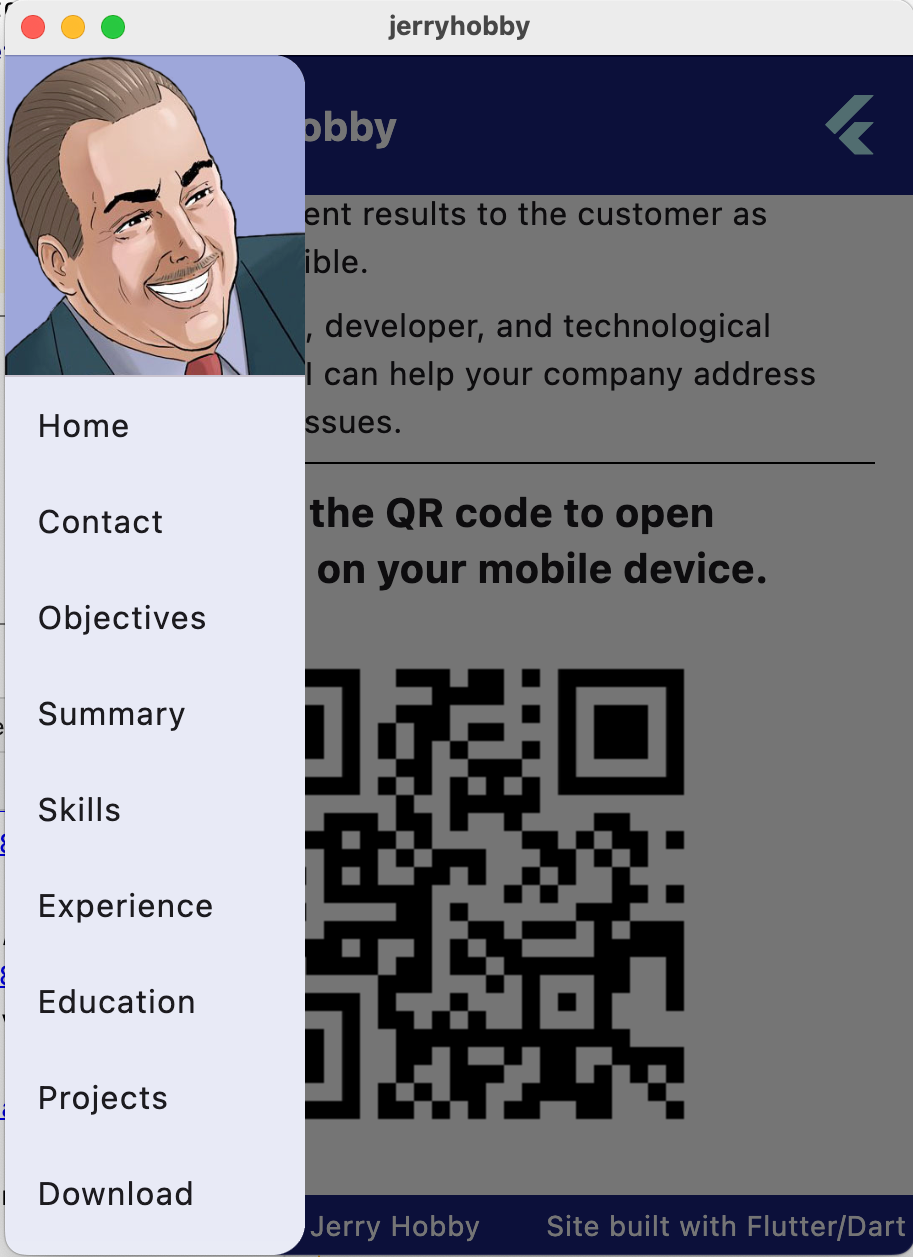 jerryhobby
obby
ent results to the customer as
ible.
, developer, and technological
I can help your company address
ssues.
the QR code to open
on your mobile device.
Home
Contact
Objectives
Summary
Skills
Experience
Education
Projects
Download
Jerry Hobby
Site built with Flutter/Dart